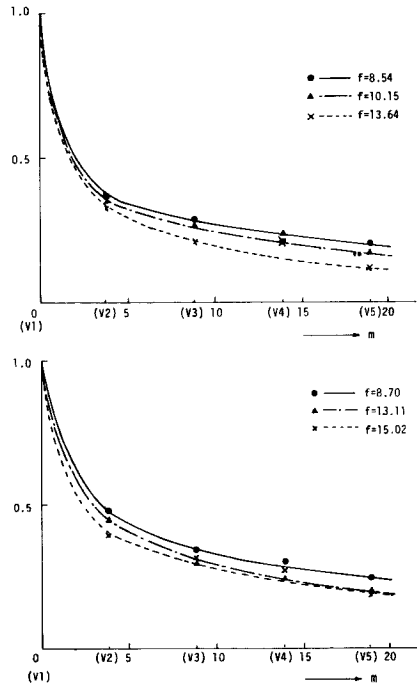 1.0
f=8.54
f=10.15
f=13.64
0.5
0
(V1)
(V2) 5
(V3) 10
(V4) 15
(V5)20
m
1.0
f=8.70
f=13.11
f=15.02
0.5
0
(V1)
(V2) 5
(V3) 10
(V4) 15
(V5) 20
m